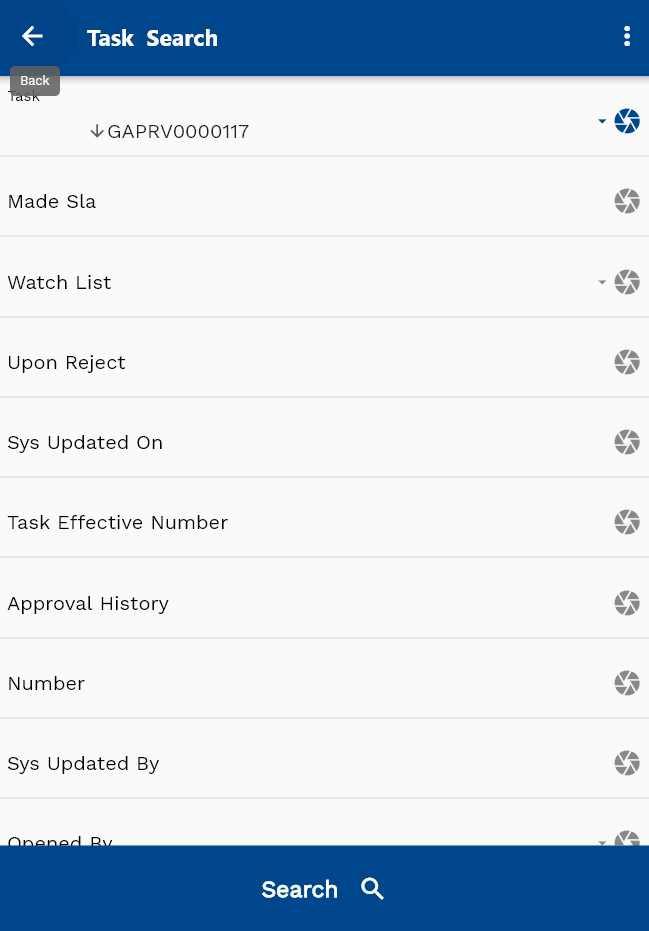 Task Search
Back
Task
GAPRV0000117
Made Sla
Watch List
Upon Reject
Sys Updated On
Task Effective Number
Approval History
Number
Sys Updated By
Opened By
Search